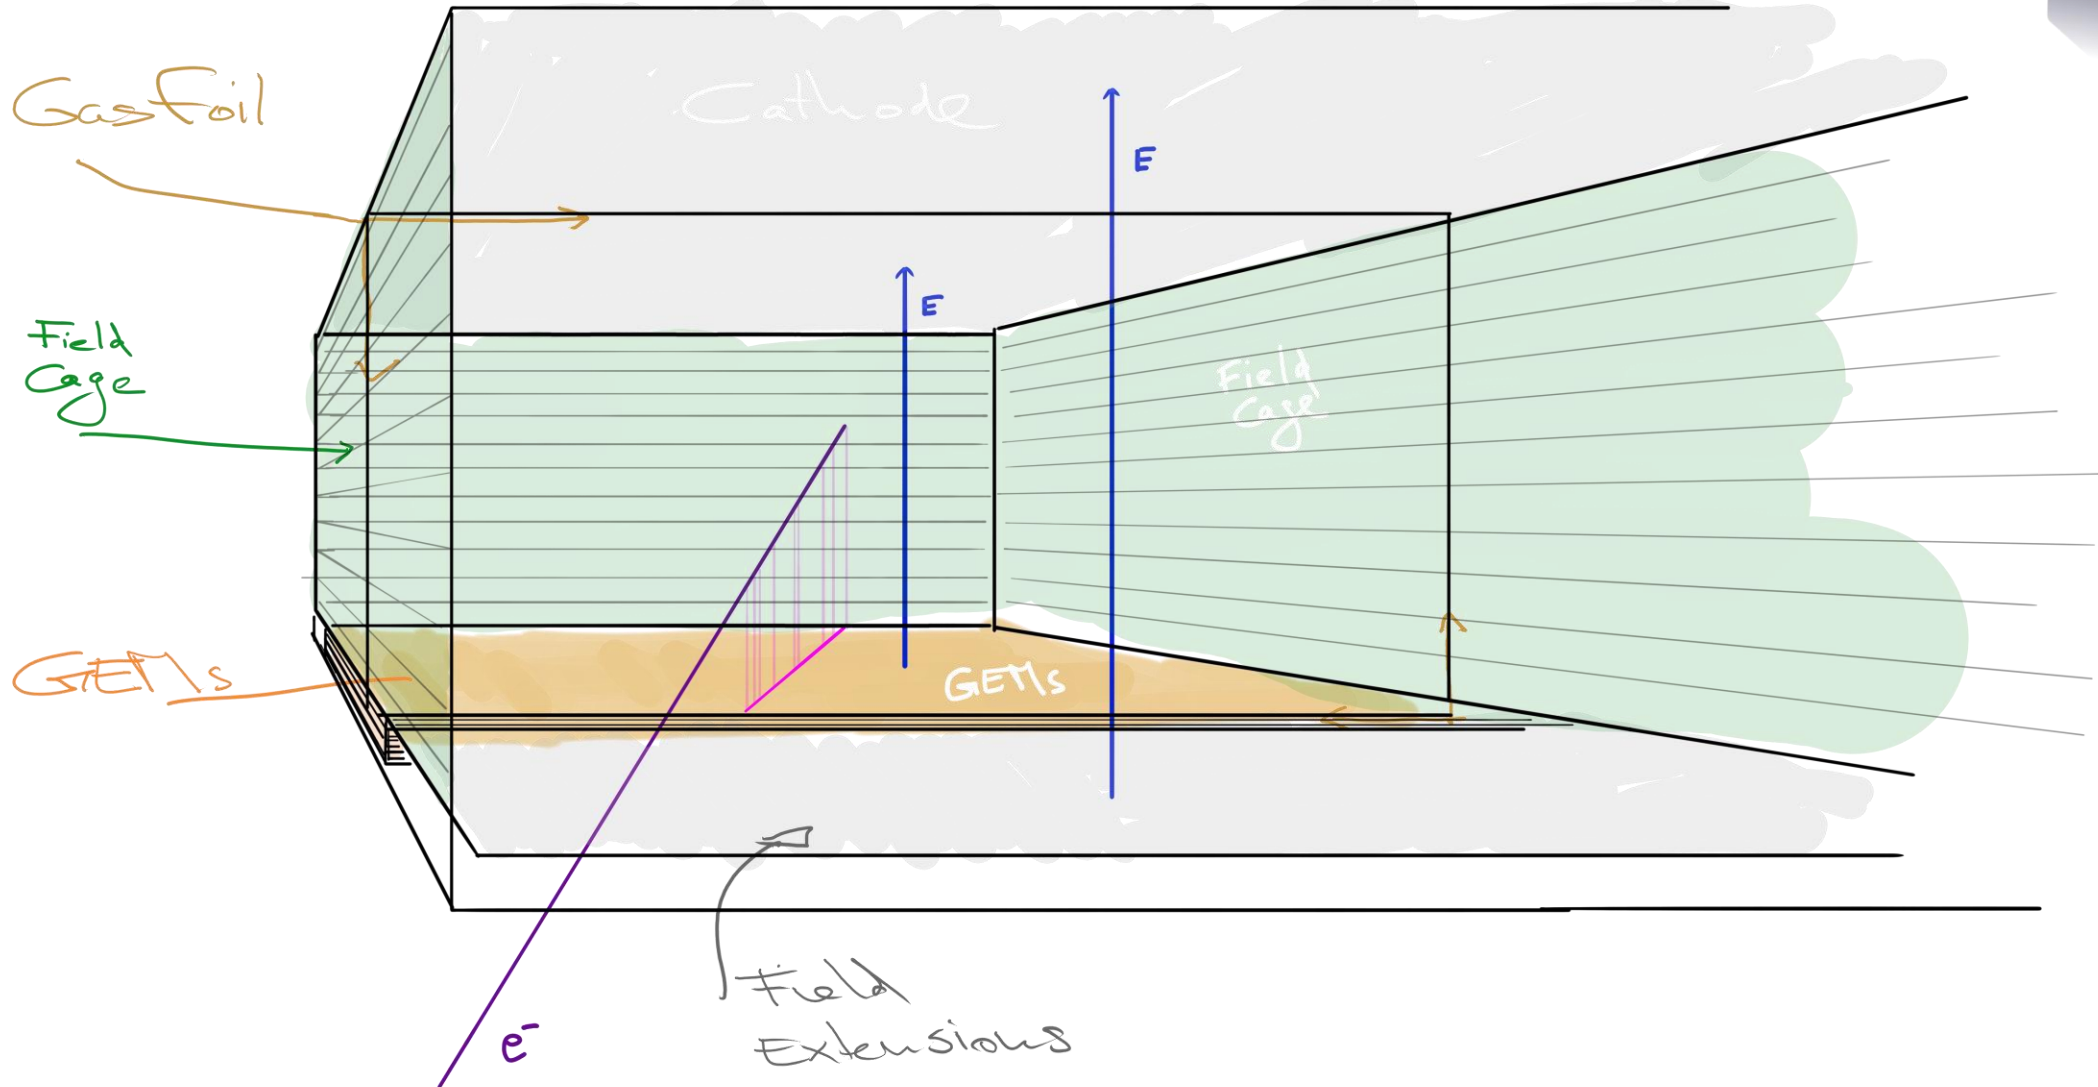 Gas Foil
Cathode
E
E
Field
Cage
Field
Cage
GEMs
GEMs
Field
Extensions
e⁻